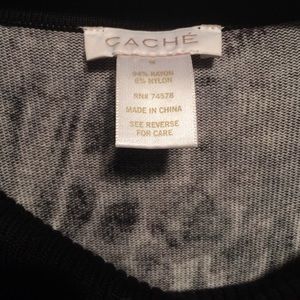 CACHÉ
94% RAYON
6% NYLON
RN# 74578
MADE IN CHINA
SEE REVERSE
FOR CARE